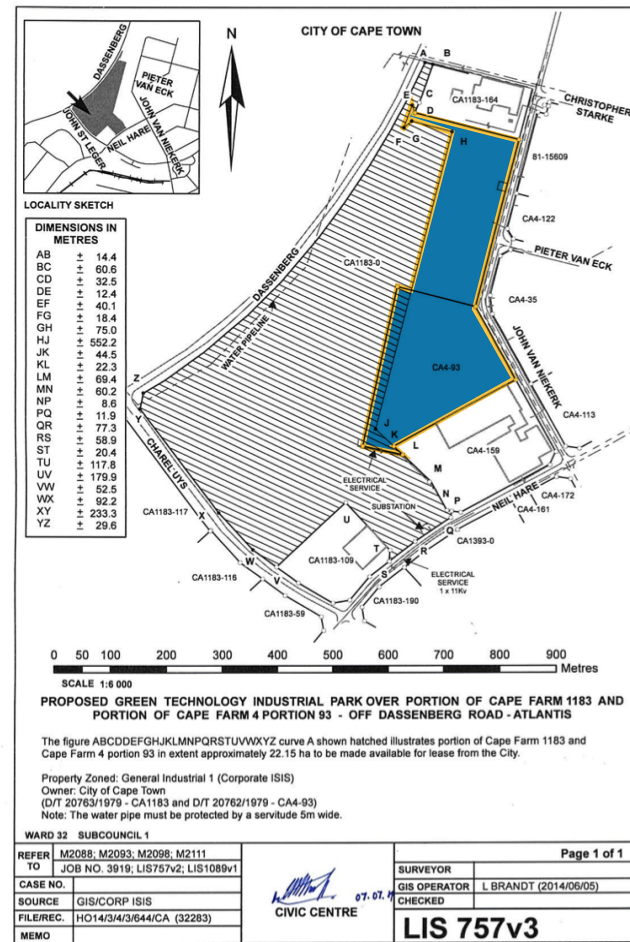 CITY OF CAPE TOWN
DASSENBERG
PIETER
VAN ECK
JOHN VAN NIEKERK
NEIL HARE
JOHN ST LEGER
LOCALITY SKETCH
N
A B
C
D
E
F
G
H
CA1183-164
CHRISTOPHER
STARKE
81-15609
CA4-122
PIETER VAN ECK
CA4-35
JOHN VAN NIEKERK
CA1183-0
DASSENBERG
WATER PIPELINE
CA4-93
CA4-113
Z
Y
J
K
L
CA4-159
M
ELECTRICAL
SERVICE
N P
CA4-172
CA4-161
NEIL HARE
SUBSTATION
CHAREL UYS
CA1183-117
X
U
Q
CA1393-0
CA1183-109
T
R
S
W
V
CA1183-116
ELECTRICAL
SERVICE
1 x 11Kv
CA1183-190
CA1183-59
DIMENSIONS IN
METRES
AB ± 14.4
BC ± 60.6
CD ± 32.5
DE ± 12.4
EF ± 40.1
FG ± 18.4
GH ± 75.0
HJ ± 552.2
JK ± 44.5
KL ± 22.3
LM ± 69.4
MN ± 60.2
NP ± 8.6
PQ ± 11.9
QR ± 77.3
RS ± 58.9
ST ± 20.4
TU ± 117.8
UV ± 179.9
VW ± 52.5
WX ± 92.2
XY ± 233.3
YZ ± 29.6
0 50 100 200 300 400 500 600 700 800 900
Metres
SCALE 1:6 000
PROPOSED GREEN TECHNOLOGY INDUSTRIAL PARK OVER PORTION OF CAPE FARM 1183 AND
PORTION OF CAPE FARM 4 PORTION 93 - OFF DASSENBERG ROAD - ATLANTIS
The figure ABCDDEFGHJKLMNPQRSTUVWXYZ curve A shown hatched illustrates portion of Cape Farm 1183 and
Cape Farm 4 portion 93 in extent approximately 22.15 ha to be made available for lease from the City.
Property Zoned: General Industrial 1 (Corporate ISIS)
Owner: City of Cape Town
(D/T 20763/1979 - CA1183 and D/T 20762/1979 - CA4-93)
Note: The water pipe must be protected by a servitude 5m wide.
WARD 32 SUBCOUNCIL 1
REFER TO
M2088; M2093; M2098; M2111
JOB NO. 3919; LIS757v2; LIS1089v1
CASE NO.
SOURCE GIS/CORP ISIS
FILE/REC. HO14/3/4/3/644/CA (32283)
MEMO
CIVIC CENTRE
Page 1 of 1
SURVEYOR
GIS OPERATOR L BRANDT (2014/06/05)
CHECKED
LIS 757v3